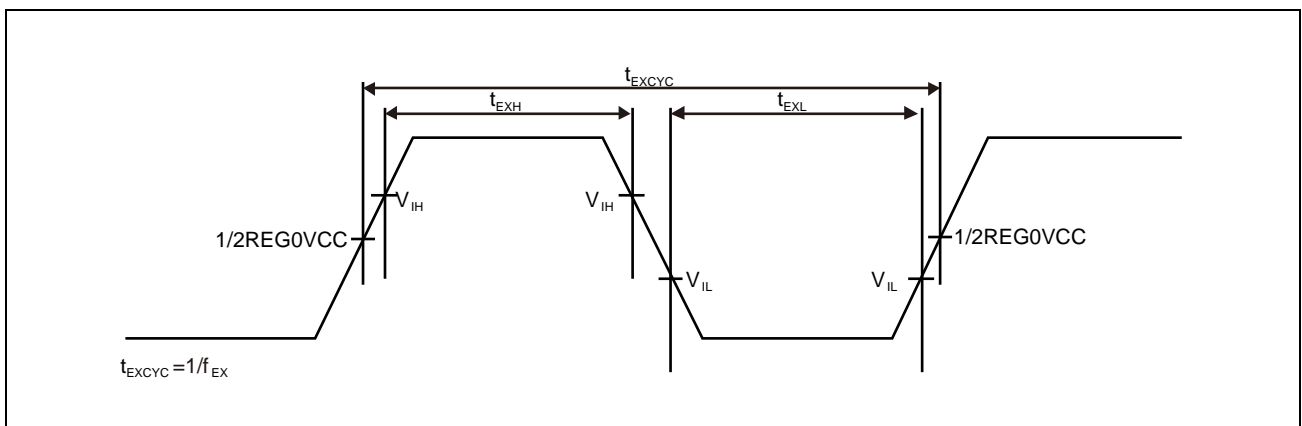 tEXCYC
tEXH
tEXL
VIH
VIH
1/2REG0VCC
1/2REG0VCC
VIL
VIL
tEXCYC=1/fEX